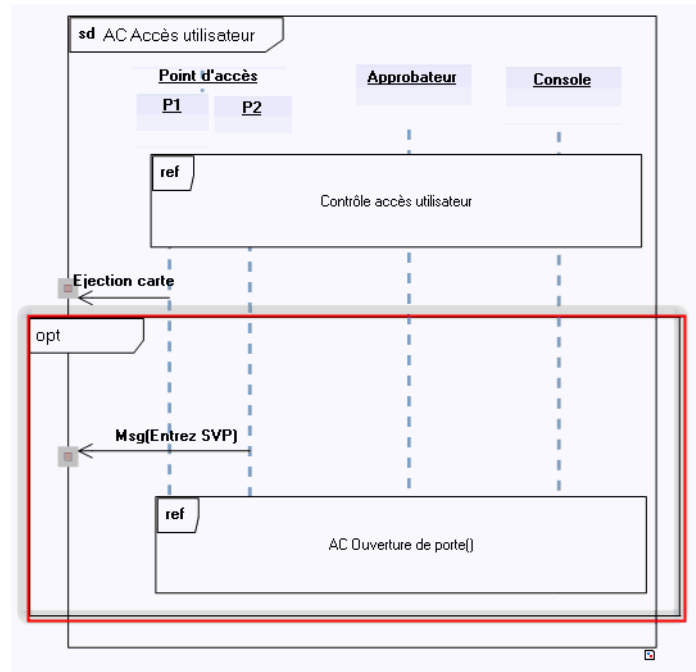 sd AC Accès utilisateur
Point d'accès
Approbateur
Console
P1
P2
ref
Contrôle accès utilisateur
Ejection carte
opt
Msg(Entrez SVP)
ref
AC Ouverture de porte()